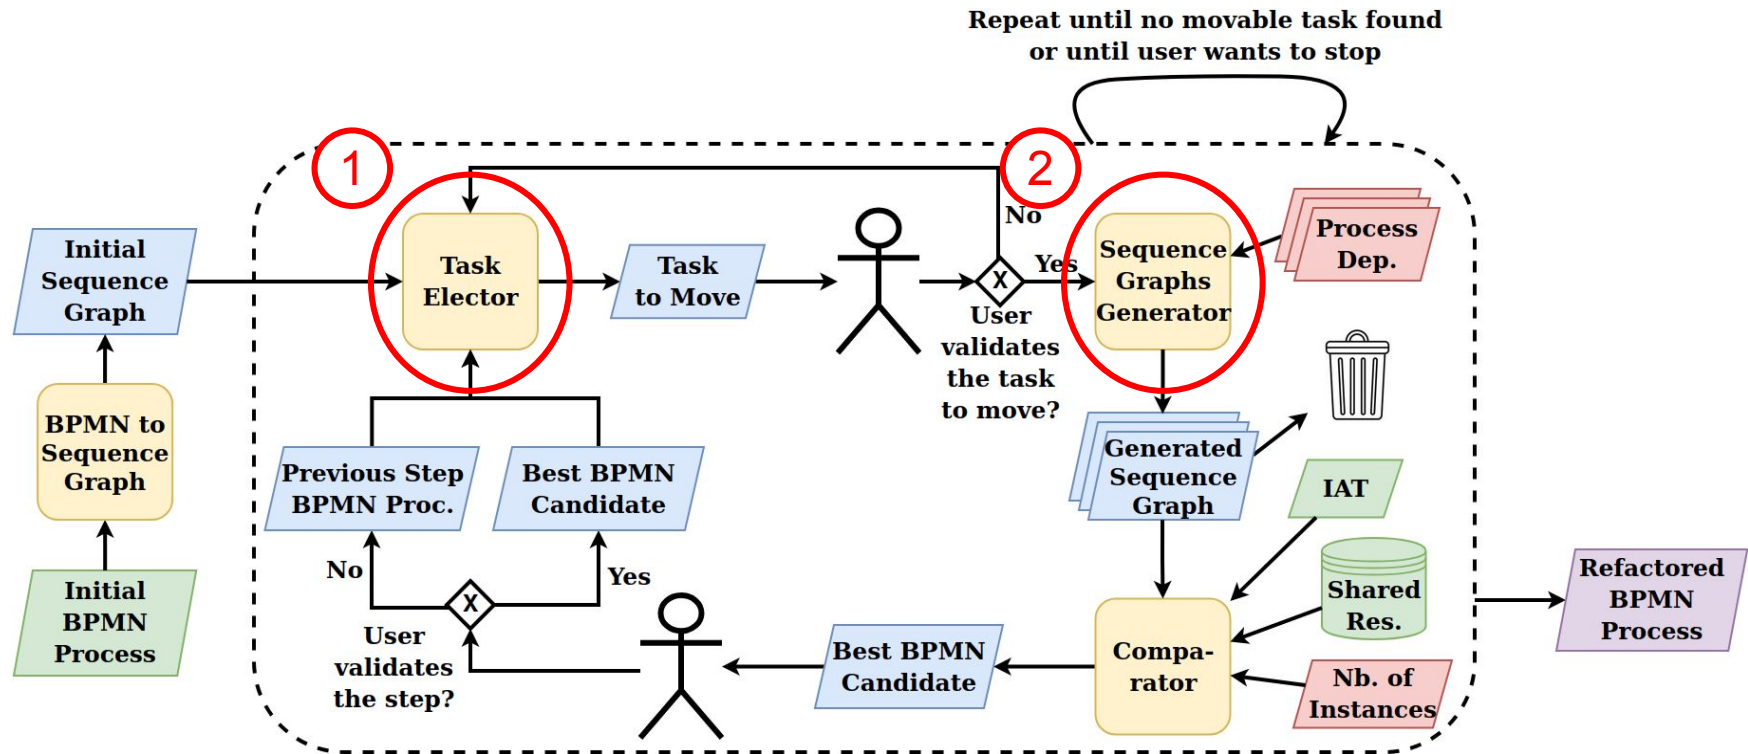 Repeat until no movable task found
or until user wants to stop
1
2
Initial
Sequence
Graph
Task
Elector
Task
to Move
No
Yes
X
User
validates
the task
to move?
Sequence
Graphs
Generator
Process
Dep.
BPMN to
Sequence
Graph
Previous Step
BPMN Proc.
Best BPMN
Candidate
Generated
Sequence
Graph
IAT
No
Yes
X
User
validates
the step?
Initial
BPMN
Process
Best BPMN
Candidate
Compa-
rator
Shared
Res.
Nb. of
Instances
Refactored
BPMN
Process